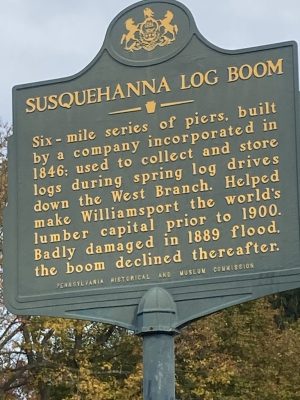 SUSQUEHANNA LOG BOOM
Six-mile series of piers, built
by a company incorporated in
1846; used to collect and store
logs during spring log drives
down the West Branch. Helped
make Williamsport the world's
lumber capital prior to 1900.
Badly damaged in 1889 flood,
the boom declined thereafter.
PENNSYLVANIA HISTORICAL AND MUSEUM COMMISSION